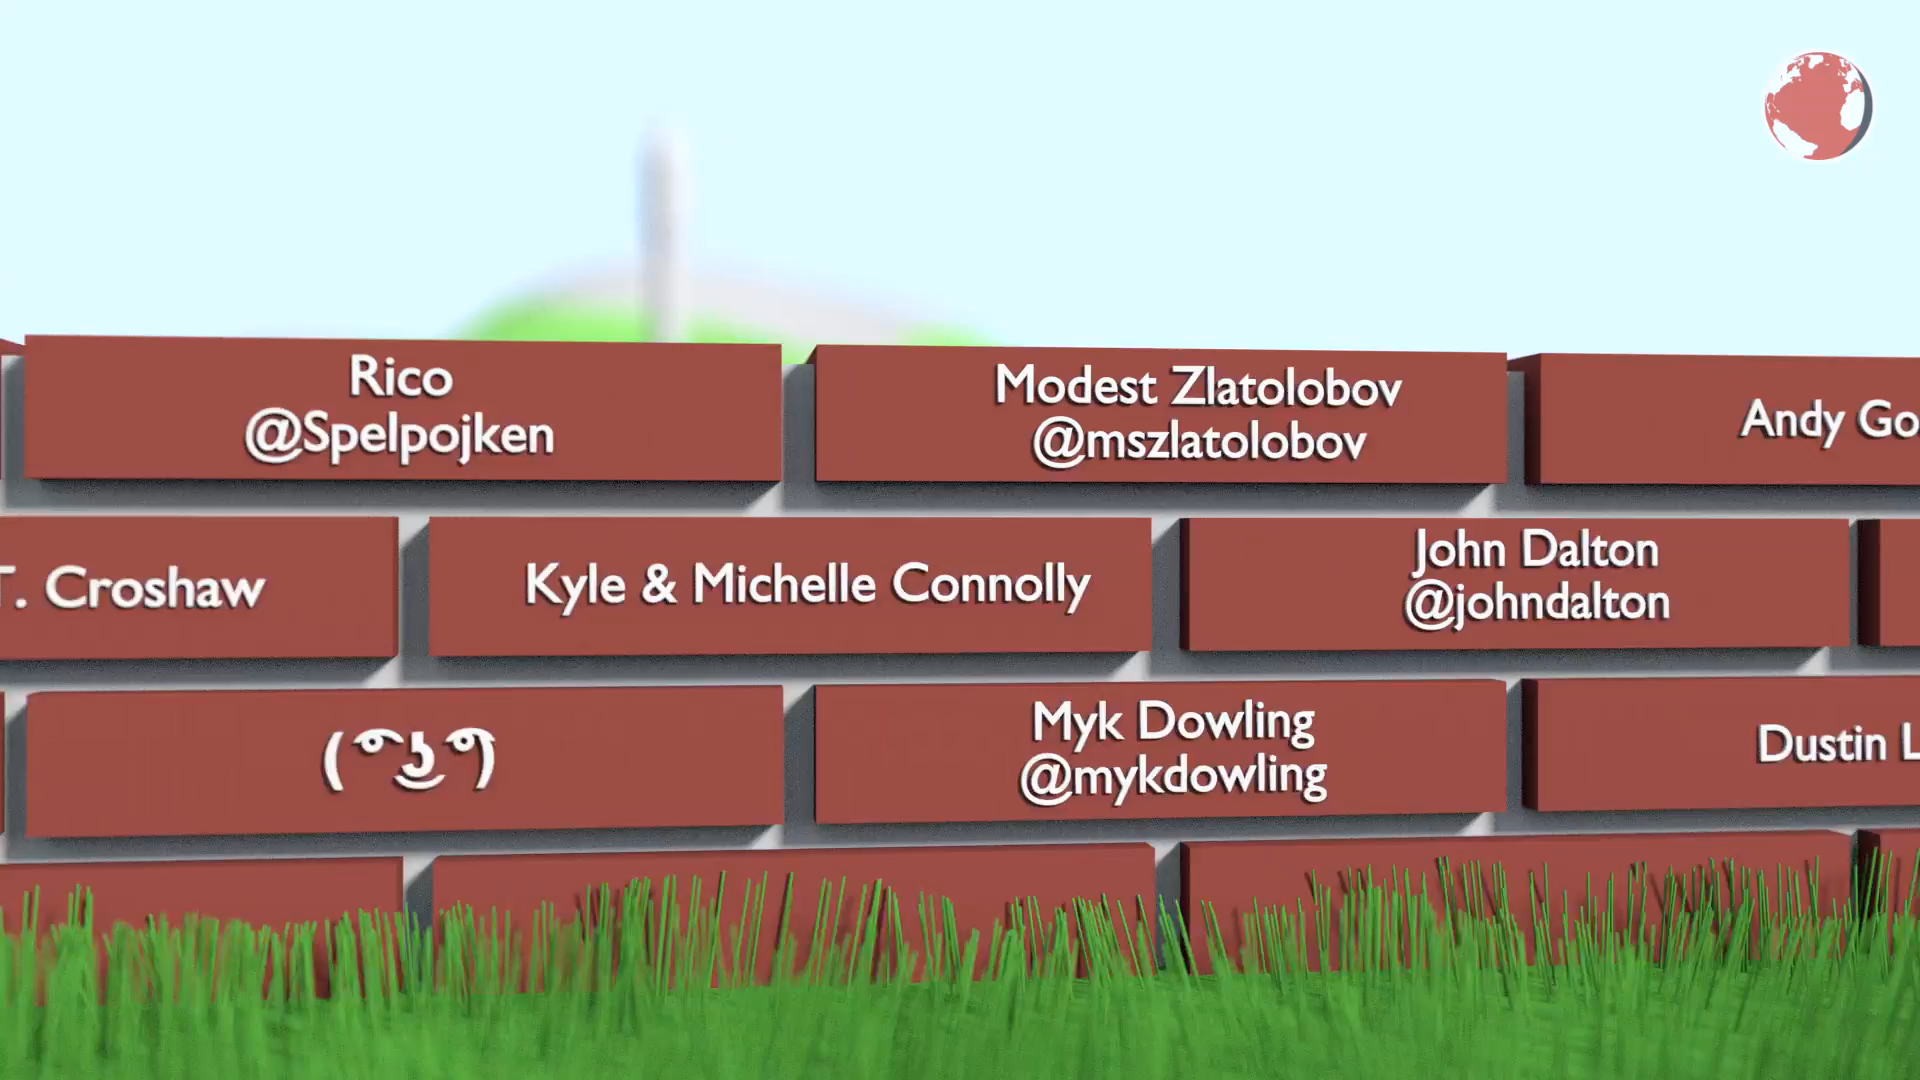 Rico
@Spelpojken
Modest Zlatolobov
@mszlatolobov
Andy Go
T. Croshaw
Kyle & Michelle Connolly
John Dalton
@johndalton
( ͡° ͜ʖ ͡°)
Myk Dowling
@mykdowling
Dustin L